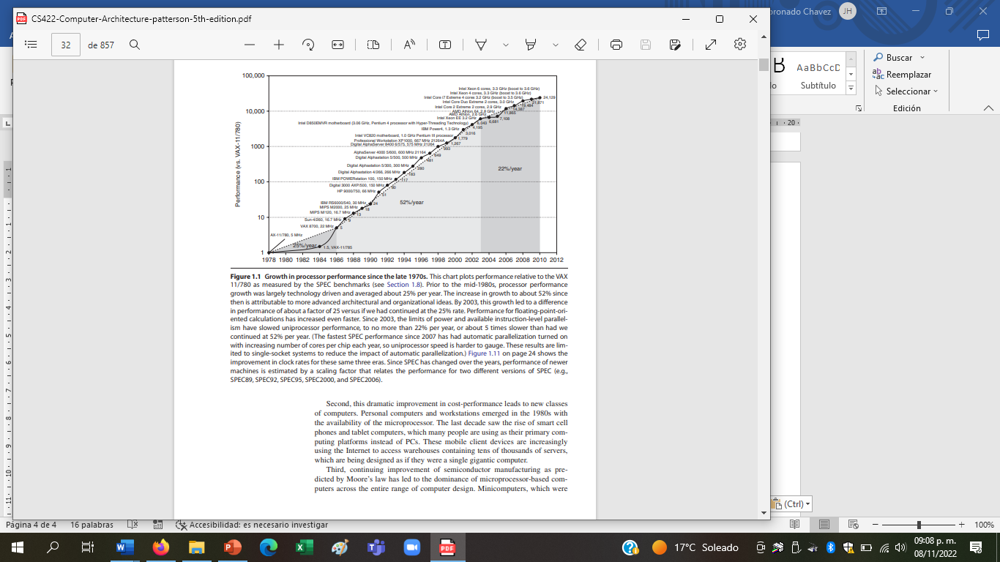 CS422-Computer-Architecture-patterson-5th-edition.pdf
oronado Chavez
JH
32
de 857
Buscar
Reemplazar
Seleccionar
Edición
AaBbCcD
Subtítulo
20
100,000
10,000
1000
100
10
1
Performance (vs. VAX-11/780)
Intel Xeon 6 cores, 3.3 GHz (boost to 3.6 GHz)
Intel Xeon 4 cores, 3.3 GHz (boost to 3.6 GHz)
Intel Core i7 Extreme 4 cores 3.2 GHz (boost to 3.5 GHz)
24,129
Intel Core Duo Extreme 2 cores, 3.0 GHz
21,871
Intel Core 2 Extreme 2 cores, 2.9 GHz
19,484
14,387
AMD Athlon 64, 2.8 GHz
11,865
AMD Athlon, 2.6 GHz
Intel Xeon EE 3.2 GHz
7,108
6,681
6,043
Intel D850EMVR motherboard (3.06 GHz, Pentium 4 processor with Hyper-Threading Technology)
4,195
IBM Power4, 1.3 GHz
3,016
Intel VC820 motherboard, 1.0 GHz Pentium III processor
1,779
Professional Workstation XP1000, 667 MHz 21264A
1,267
Digital AlphaServer 8400 6/575, 575 MHz 21264
993
AlphaServer 4000 5/600, 600 MHz 21164
649
Digital Alphastation 5/500, 500 MHz
481
Digital Alphastation 5/300, 300 MHz
280
Digital Alphastation 4/266, 266 MHz
183
IBM POWERstation 100, 150 MHz
117
Digital 3000 AXP/500, 150 MHz
80
HP 9000/750, 66 MHz
51
IBM RS6000/540, 30 MHz
24
MIPS M2000, 25 MHz
18
MIPS M/120, 16.7 MHz
13
Sun-4/260, 16.7 MHz
9
VAX 8700, 22 MHz
5
AX-11/780, 5 MHz
25%/year
1.5, VAX-11/785
52%/year
22%/year
1978 1980 1982 1984 1986 1988 1990 1992 1994 1996 1998 2000 2002 2004 2006 2008 2010 2012
Figure 1.1 Growth in processor performance since the late 1970s. This chart plots performance relative to the VAX
11/780 as measured by the SPEC benchmarks (see Section 1.8). Prior to the mid-1980s, processor performance
growth was largely technology driven and averaged about 25% per year. The increase in growth to about 52% since
then is attributable to more advanced architectural and organizational ideas. By 2003, this growth led to a difference
in performance of about a factor of 25 versus if we had continued at the 25% rate. Performance for floating-point-ori-
ented calculations has increased even faster. Since 2003, the limits of power and available instruction-level parallel-
ism have slowed uniprocessor performance, to no more than 22% per year, or about 5 times slower than had we
continued at 52% per year. (The fastest SPEC performance since 2007 has had automatic parallelization turned on
with increasing number of cores per chip each year, so uniprocessor speed is harder to gauge. These results are lim-
ited to single-socket systems to reduce the impact of automatic parallelization.) Figure 1.11 on page 24 shows the
improvement in clock rates for these same three eras. Since SPEC has changed over the years, performance of newer
machines is estimated by a scaling factor that relates the performance for two different versions of SPEC (e.g.,
SPEC89, SPEC92, SPEC95, SPEC2000, and SPEC2006).
Second, this dramatic improvement in cost-performance leads to new classes
of computers. Personal computers and workstations emerged in the 1980s with
the availability of the microprocessor. The last decade saw the rise of smart cell
phones and tablet computers, which many people are using as their primary com-
puting platforms instead of PCs. These mobile client devices are increasingly
using the Internet to access warehouses containing tens of thousands of servers,
which are being designed as if they were a single gigantic computer.
Third, continuing improvement of semiconductor manufacturing as pre-
dicted by Moore's law has led to the dominance of microprocessor-based com-
puters across the entire range of computer design. Minicomputers, which were
(Ctrl)
Página 4 de 4
16 palabras
Accesibilidad: es necesario investigar
100%
17°C Soleado
09:08 p. m.
08/11/2022